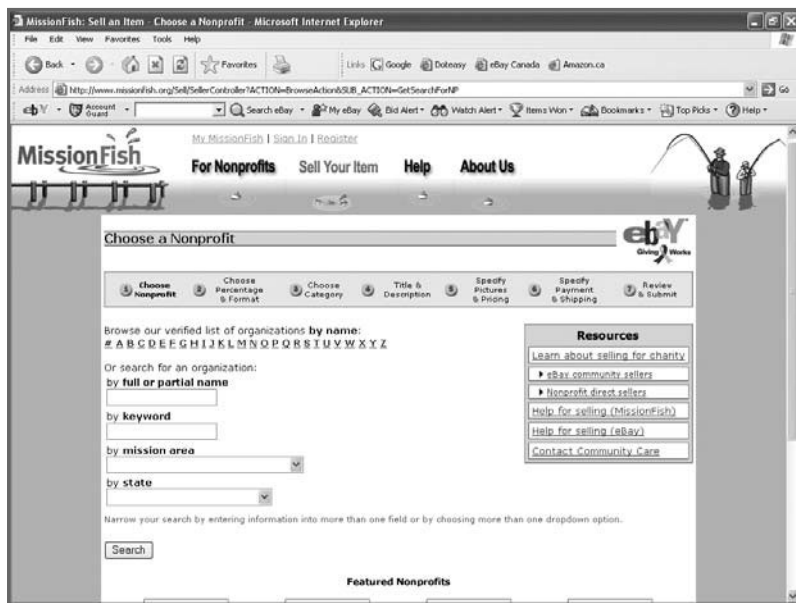 MissionFish: Sell an Item - Choose a Nonprofit - Microsoft Internet Explorer
File Edit View Favorites Tools Help
Back Favorites Links Google Doteasy eBay Canada Amazon.ca
Address http://www.missionfish.org/Sell/SellerController?ACTION=BrowseAction&SUB_ACTION=GetSearchForNP Go
ebY Account Guard Search eBay My eBay Bid Alert Watch Alert Items Won Bookmarks Top Picks Help
My MissionFish | Sign In | Register
MissionFish
For Nonprofits Sell Your Item Help About Us
Choose a Nonprofit
ebaY
Giving Works
1 Choose Nonprofit 2 Choose Percentage & Format 3 Choose Category 4 Title & Description 5 Specify Pictures & Pricing 6 Specify Payment & Shipping 7 Review & Submit
Browse our verified list of organizations by name:
# A B C D E F G H I J K L M N O P Q R S T U V W X Y Z
Or search for an organization:
by full or partial name
by keyword
by mission area
by state
Narrow your search by entering information into more than one field or by choosing more than one dropdown option.
Search
Resources
Learn about selling for charity
eBay community sellers
Nonprofit direct sellers
Help for selling (MissionFish)
Help for selling (eBay)
Contact Community Care
Featured Nonprofits